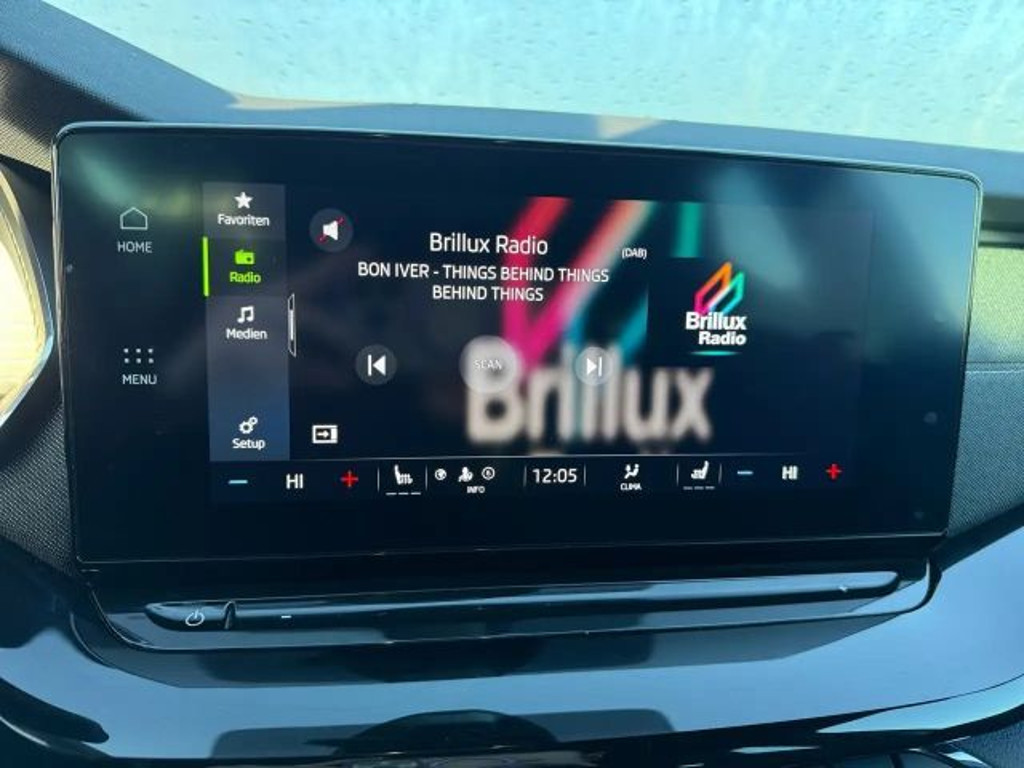 HOME
MENU
Favoriten
Radio
Medien
Setup
Brillux Radio
(DAB)
BON IVER - THINGS BEHIND THINGS
BEHIND THINGS
SCAN
Brillux
Radio
Brillux
HI
INFO
12:05
CLIMA
HI